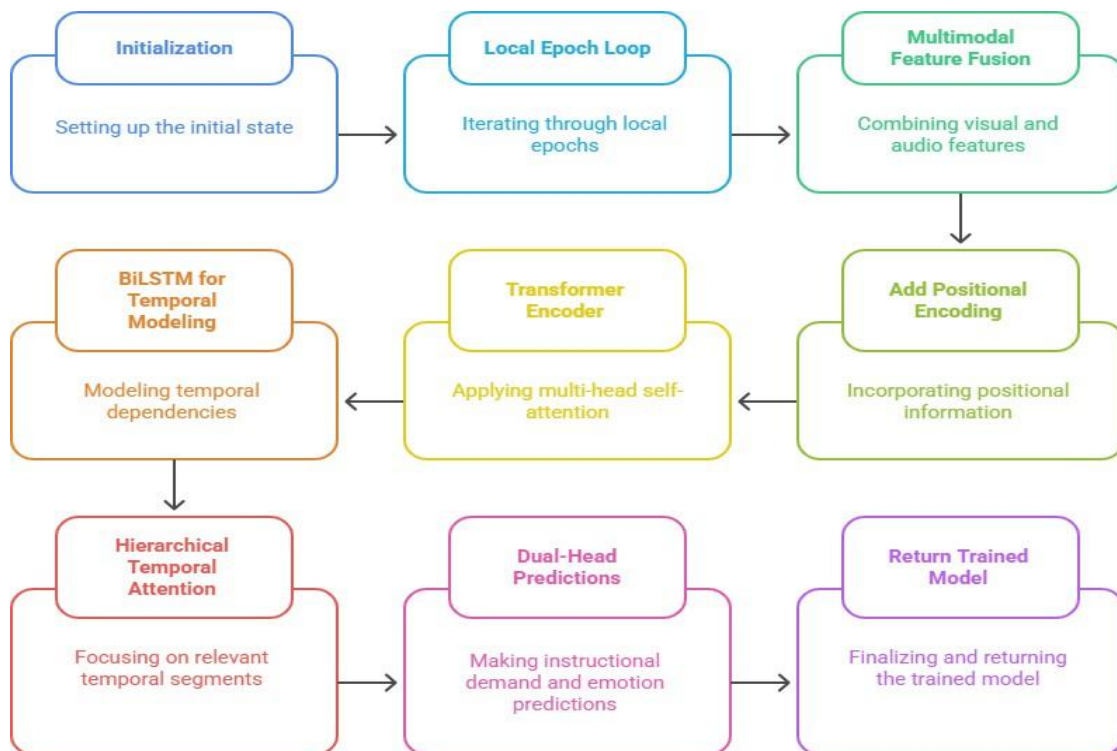 Initialization
Setting up the initial state
Local Epoch Loop
Iterating through local
epochs
Multimodal
Feature Fusion
Combining visual and
audio features
Add Positional
Encoding
Incorporating positional
information
Transformer
Encoder
Applying multi-head self-
attention
BiLSTM for
Temporal
Modeling
Modeling temporal
dependencies
Hierarchical
Temporal
Attention
Focusing on relevant
temporal segments
Dual-Head
Predictions
Making instructional
demand and emotion
predictions
Return Trained
Model
Finalizing and returning
the trained model